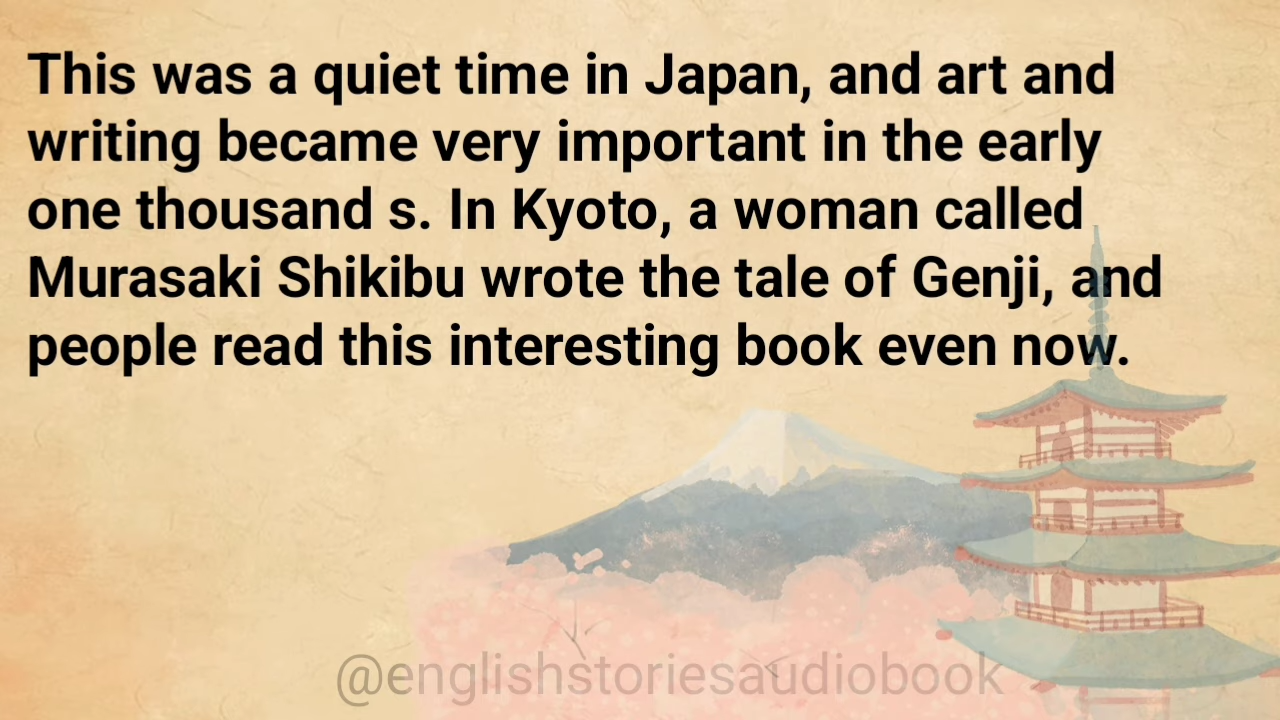 This was a quiet time in Japan, and art and
writing became very important in the early
one thousand s. In Kyoto, a woman called
Murasaki Shikibu wrote the tale of Genji, and
people read this interesting book even now.
@englishstoriesaudiobook